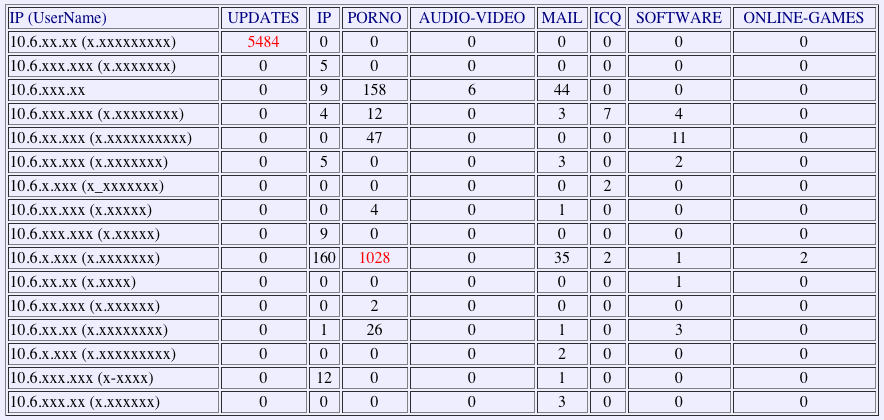 IP (UserName) UPDATES IP PORNO AUDIO-VIDEO MAIL ICQ SOFTWARE ONLINE-GAMES
10.6.xx.xx (x.xxxxxxxxx) 5484 0 0 0 0 0 0 0
10.6.xxx.xxx (x.xxxxxxx) 0 5 0 0 0 0 0 0
10.6.xxx.xx 0 9 158 6 44 0 0 0
10.6.xxx.xxx (x.xxxxxxxx) 0 4 12 0 3 7 4 0
10.6.xx.xxx (x.xxxxxxxxxx) 0 0 47 0 0 0 11 0
10.6.xx.xxx (x.xxxxxxx) 0 5 0 0 3 0 2 0
10.6.x.xxx (x_xxxxxxx) 0 0 0 0 0 2 0 0
10.6.xx.xxx (x.xxxxx) 0 0 4 0 1 0 0 0
10.6.xxx.xxx (x.xxxxx) 0 9 0 0 0 0 0 0
10.6.x.xxx (x.xxxxxxx) 0 160 1028 0 35 2 1 2
10.6.xx.xx (x.xxxx) 0 0 0 0 0 0 1 0
10.6.xx.xxx (x.xxxxxx) 0 0 2 0 0 0 0 0
10.6.xx.xx (x.xxxxxxxx) 0 1 26 0 1 0 3 0
10.6.x.xxx (x.xxxxxxxxx) 0 0 0 0 2 0 0 0
10.6.xxx.xxx (x-xxxx) 0 12 0 0 1 0 0 0
10.6.xxx.xx (x.xxxxxx) 0 0 0 0 3 0 0 0